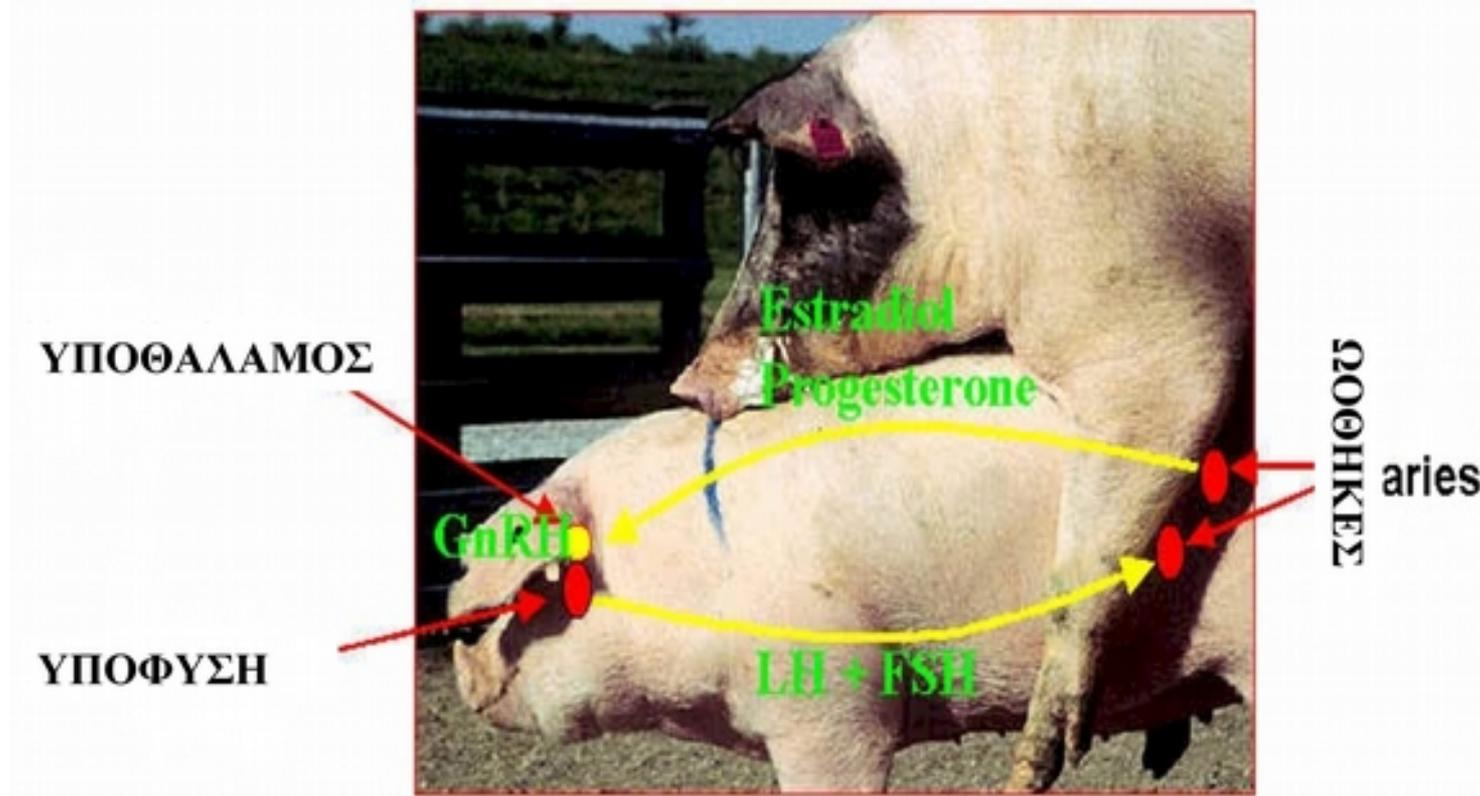 Estradiol
Progesterone
ΥΠΟΘΑΛΑΜΟΣ
ΩΟΘΗΚΕΣ
aries
GnRH
ΥΠΟΦΥΣΗ
LH + FSH